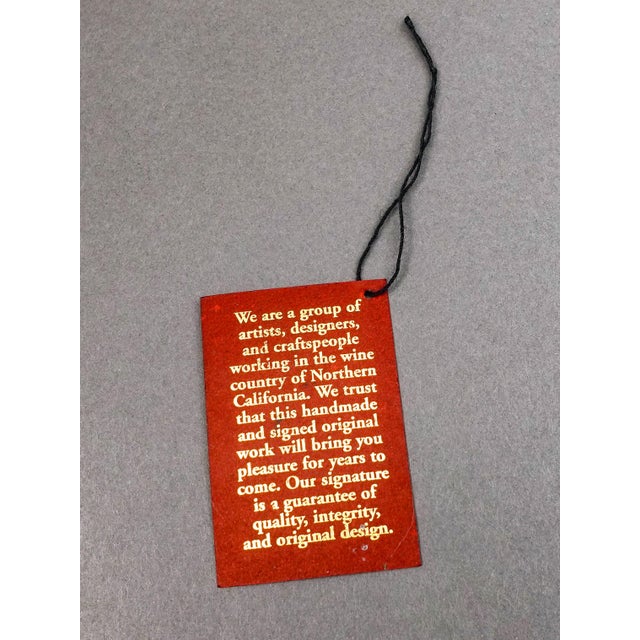 We are a group of
artists, designers,
and craftspeople
working in the wine
country of Northern
California. We trust
that this handmade
and signed original
work will bring you
pleasure for years to
come. Our signature
is a guarantee of
quality, integrity,
and original design.